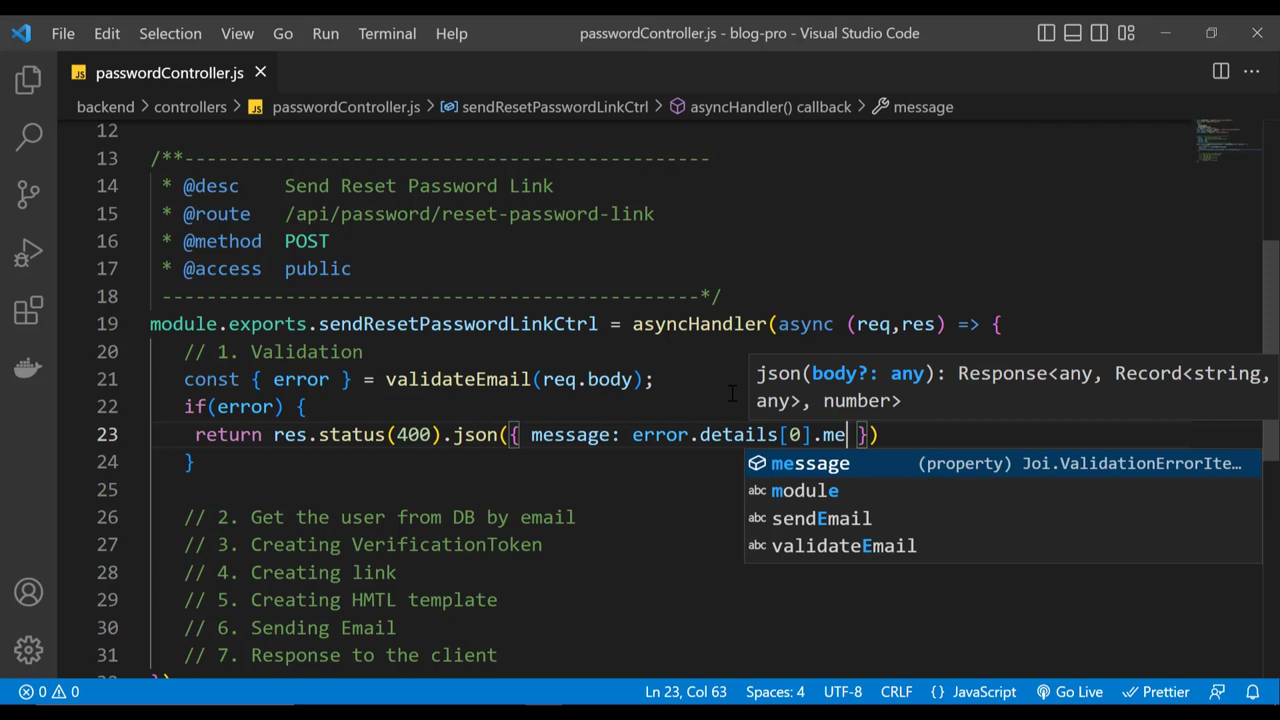 File Edit Selection View Go Run Terminal Help passwordController.js - blog-pro - Visual Studio Code
JS passwordController.js
backend > controllers > JS passwordController.js > sendResetPasswordLinkCtrl > asyncHandler() callback > message
12
13 /**-----------------------------------------------
14 * @desc Send Reset Password Link
15 * @route /api/password/reset-password-link
16 * @method POST
17 * @access public
18 ------------------------------------------------*/
19 module.exports.sendResetPasswordLinkCtrl = asyncHandler(async (req,res) => {
20 // 1. Validation
21 const { error } = validateEmail(req.body);
json(body?: any): Response<any, Record<string,
any>, number>
22 if(error) {
23 return res.status(400).json({ message: error.details[0].me })
message (property) Joi.ValidationErrorIte…
module
sendEmail
validateEmail
24 }
25
26 // 2. Get the user from DB by email
27 // 3. Creating VerificationToken
28 // 4. Creating link
29 // 5. Creating HMTL template
30 // 6. Sending Email
31 // 7. Response to the client
0 0 Ln 23, Col 63 Spaces: 4 UTF-8 CRLF {} JavaScript Go Live Prettier